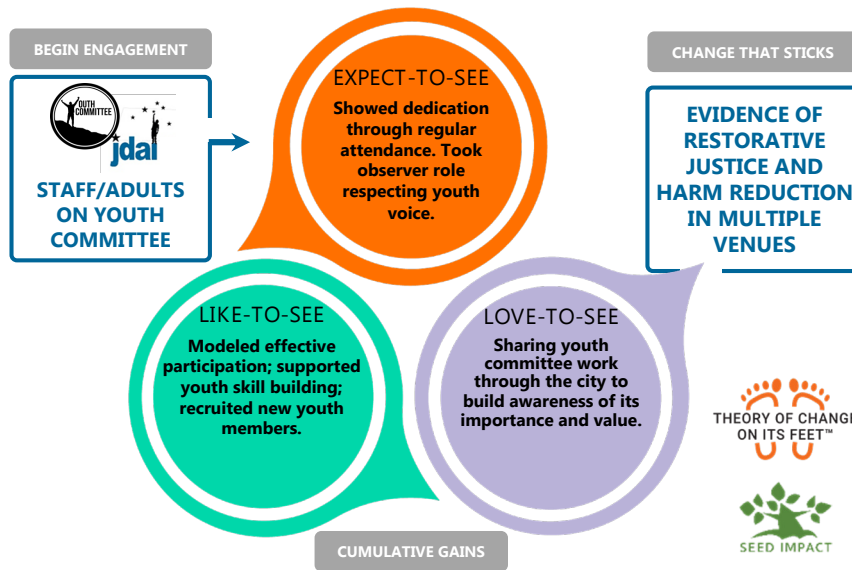 BEGIN ENGAGEMENT
OUTH
COMMITTEE
jdai
STAFF/ADULTS
ON YOUTH
COMMITTEE
EXPECT-TO-SEE
Showed dedication
through regular
attendance. Took
observer role
respecting youth
voice.
LIKE-TO-SEE
Modeled effective
participation; supported
youth skill building;
recruited new youth
members.
LOVE-TO-SEE
Sharing youth
committee work
through the city to
build awareness of its
importance and value.
CUMULATIVE GAINS
CHANGE THAT STICKS
EVIDENCE OF
RESTORATIVE
JUSTICE AND
HARM REDUCTION
IN MULTIPLE
VENUES
THEORY OF CHANGE
ON ITS FEET™
SEED IMPACT